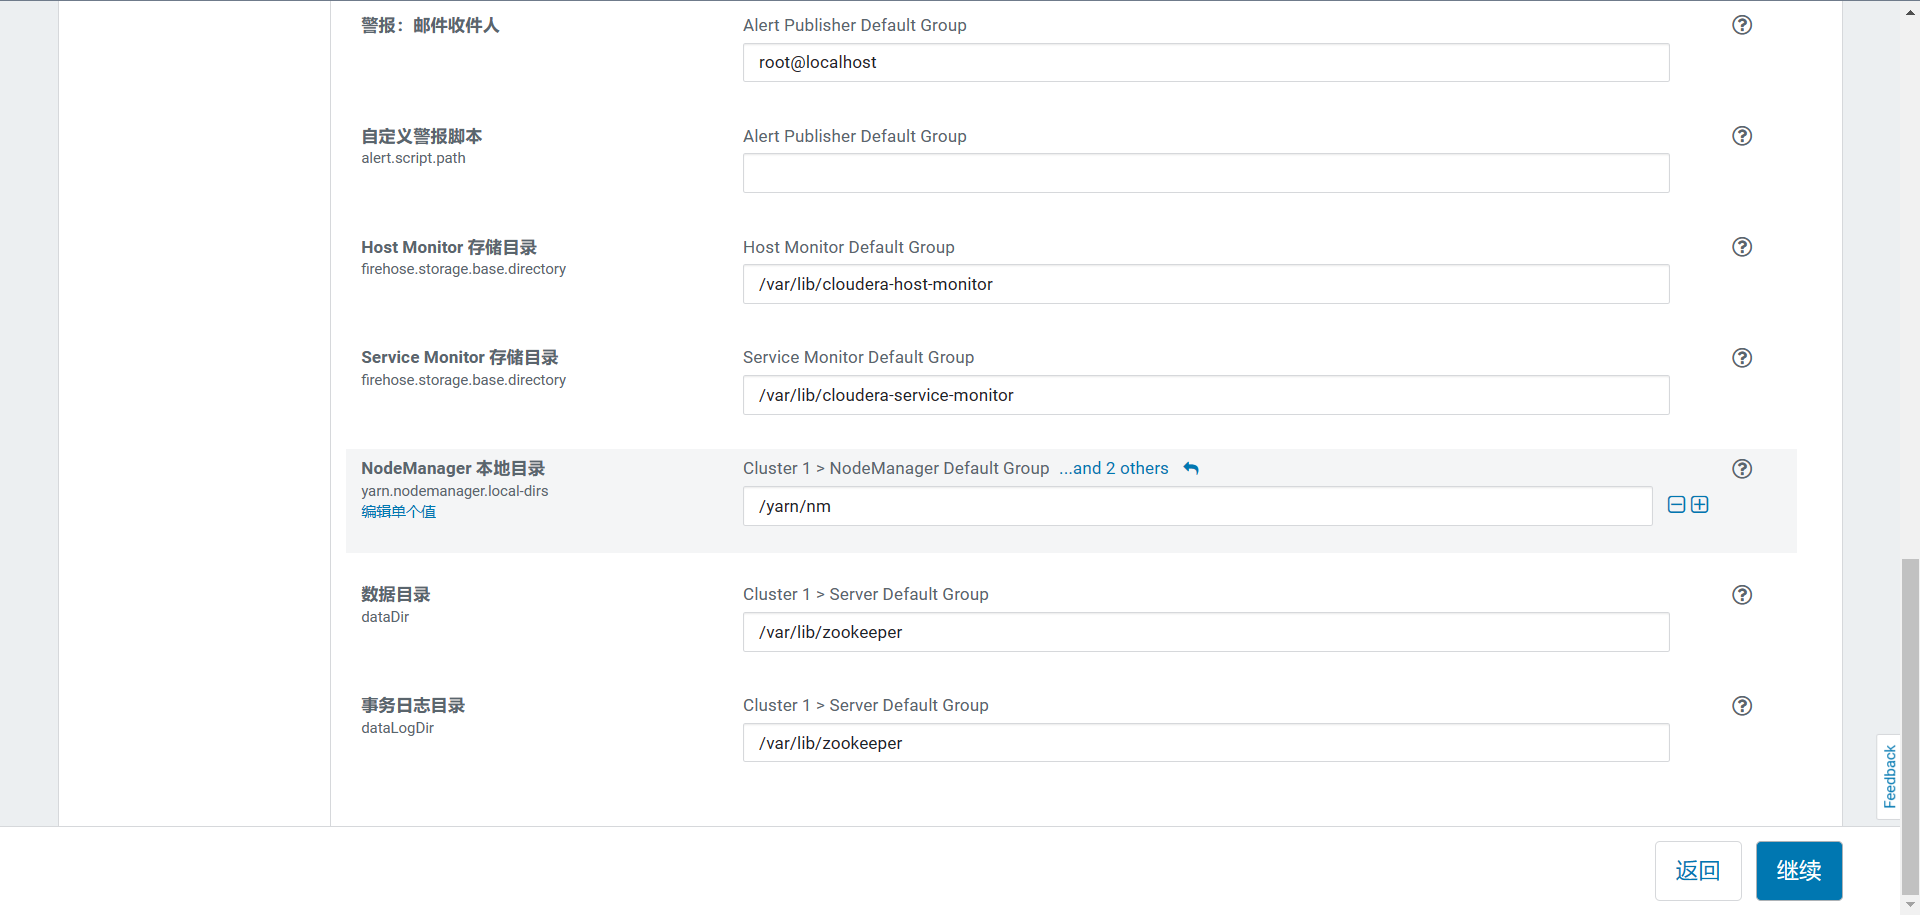 警报：邮件收件人
Alert Publisher Default Group
root@localhost
自定义警报脚本
alert.script.path
Alert Publisher Default Group
Host Monitor 存储目录
firehose.storage.base.directory
Host Monitor Default Group
/var/lib/cloudera-host-monitor
Service Monitor 存储目录
firehose.storage.base.directory
Service Monitor Default Group
/var/lib/cloudera-service-monitor
NodeManager 本地目录
yarn.nodemanager.local-dirs
编辑单个值
Cluster 1 > NodeManager Default Group ...and 2 others
/yarn/nm
数据目录
dataDir
Cluster 1 > Server Default Group
/var/lib/zookeeper
事务日志目录
dataLogDir
Cluster 1 > Server Default Group
/var/lib/zookeeper
Feedback
返回
继续